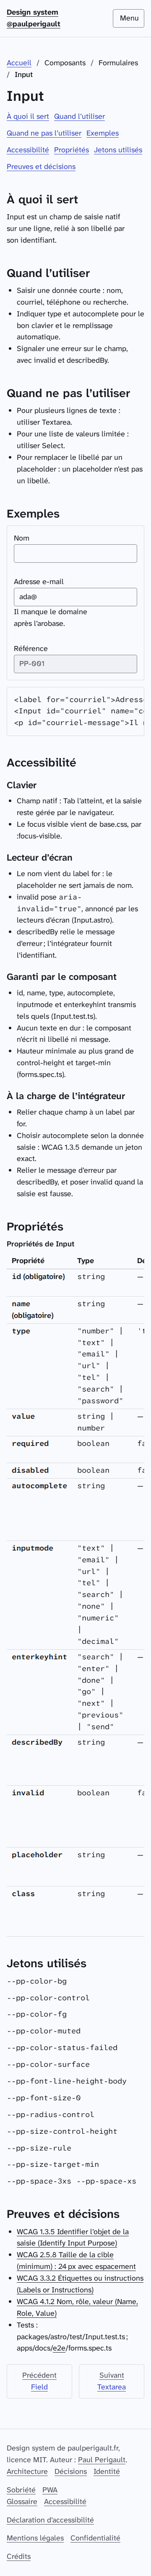 Design system
@paulperigault
Menu
Accueil / Composants / Formulaires
/ Input
Input
À quoi il sert Quand l’utiliser
Quand ne pas l’utiliser Exemples
Accessibilité Propriétés Jetons utilisés
Preuves et décisions
À quoi il sert
Input est un champ de saisie natif
sur une ligne, relié à son libellé par
son identifiant.
Quand l’utiliser
Saisir une donnée courte : nom,
courriel, téléphone ou recherche.
Indiquer type et autocomplete pour le
bon clavier et le remplissage
automatique.
Signaler une erreur sur le champ,
avec invalid et describedBy.
Quand ne pas l’utiliser
Pour plusieurs lignes de texte :
utiliser Textarea.
Pour une liste de valeurs limitée :
utiliser Select.
Pour remplacer le libellé par un
placeholder : un placeholder n’est pas
un libellé.
Exemples
Nom
Adresse e-mail
ada@
Il manque le domaine
après l’arobase.
Référence
PP-001
<label for="courriel">Adress
<Input id="courriel" name="c
<p id="courriel-message">Il
Accessibilité
Clavier
Champ natif : Tab l’atteint, et la saisie
reste gérée par le navigateur.
Le focus visible vient de base.css, par
:focus-visible.
Lecteur d’écran
Le nom vient du label for : le
placeholder ne sert jamais de nom.
invalid pose aria-
invalid="true", annoncé par les
lecteurs d’écran (Input.astro).
describedBy relie le message
d’erreur ; l’intégrateur fournit
l’identifiant.
Garanti par le composant
id, name, type, autocomplete,
inputmode et enterkeyhint transmis
tels quels (Input.test.ts).
Aucun texte en dur : le composant
n’écrit ni libellé ni message.
Hauteur minimale au plus grand de
control-height et target-min
(forms.spec.ts).
À la charge de l’intégrateur
Relier chaque champ à un label par
for.
Choisir autocomplete selon la donnée
saisie : WCAG 1.3.5 demande un jeton
exact.
Relier le message d’erreur par
describedBy, et poser invalid quand la
saisie est fausse.
Propriétés
Propriétés de Input
Propriété Type
id (obligatoire) string —
name string —
(obligatoire)
type "number" |
"text" |
"email" |
"url" |
"tel" |
"search" |
"password"
value string | —
number
required boolean
disabled boolean
autocomplete string —
inputmode "text" | —
"email" |
"url" |
"tel" |
"search" |
"none" |
"numeric"
|
"decimal"
enterkeyhint "search" | —
"enter" |
"done" |
"go" |
"next" |
"previous"
| "send"
describedBy string —
invalid boolean
placeholder string —
class string —
Jetons utilisés
--pp-color-bg
--pp-color-control
--pp-color-fg
--pp-color-muted
--pp-color-status-failed
--pp-color-surface
--pp-font-line-height-body
--pp-font-size-0
--pp-radius-control
--pp-size-control-height
--pp-size-rule
--pp-size-target-min
--pp-space-3xs --pp-space-xs
Preuves et décisions
WCAG 1.3.5 Identifier l’objet de la
saisie (Identify Input Purpose)
WCAG 2.5.8 Taille de la cible
(minimum) : 24 px avec espacement
WCAG 3.3.2 Étiquettes ou instructions
(Labels or Instructions)
WCAG 4.1.2 Nom, rôle, valeur (Name,
Role, Value)
Tests :
packages/astro/test/Input.test.ts ;
apps/docs/e2e/forms.spec.ts
Précédent
Field
Suivant
Textarea
Design system de paulperigault.fr,
licence MIT. Auteur : Paul Perigault.
Architecture Décisions Identité
Sobriété PWA
Glossaire Accessibilité
Déclaration d’accessibilité
Mentions légales Confidentialité
Crédits